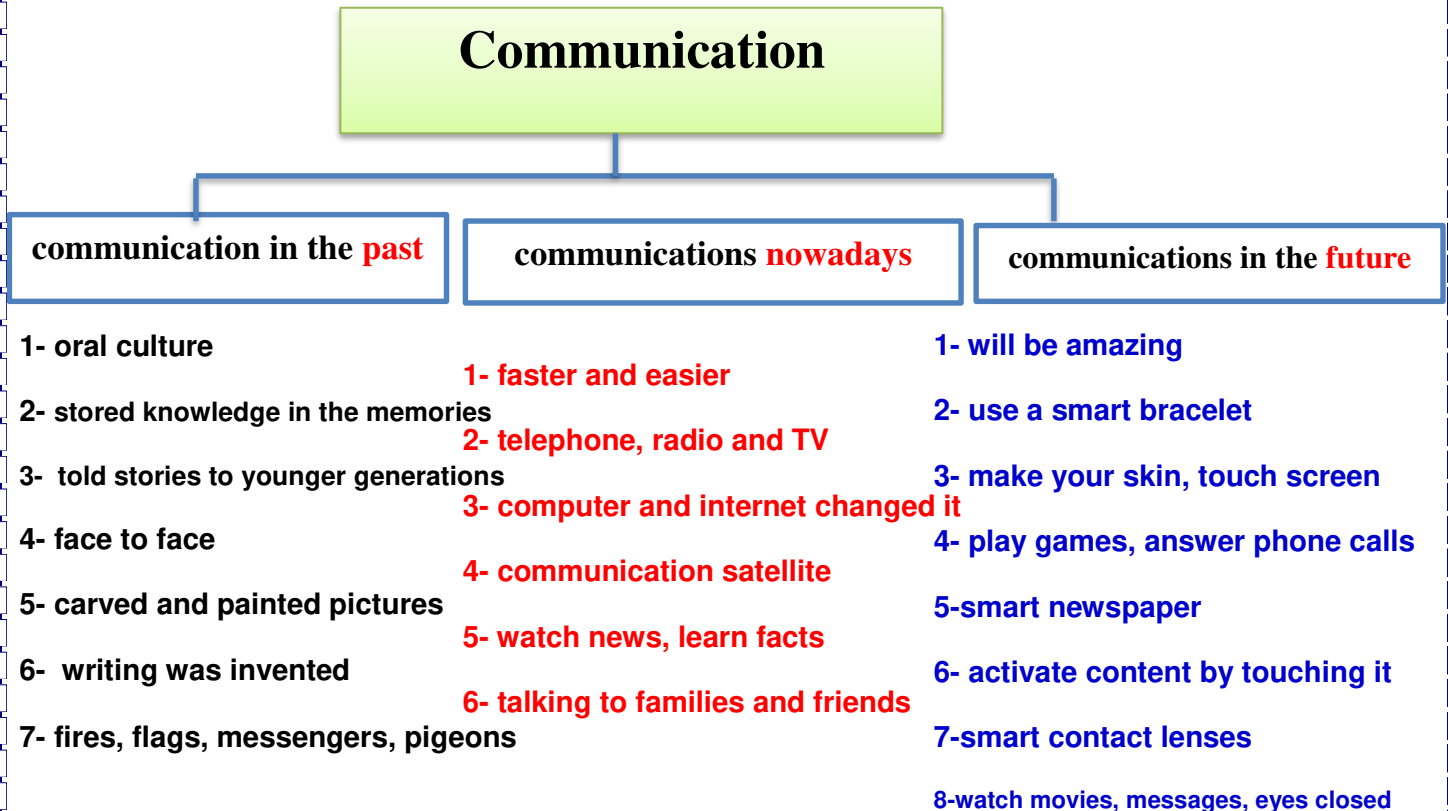 Communication
communication in the past
communications nowadays
communications in the future
1- oral culture
2- stored knowledge in the memories
3- told stories to younger generations
4- face to face
5- carved and painted pictures
6- writing was invented
7- fires, flags, messengers, pigeons
1- faster and easier
2- telephone, radio and TV
3- computer and internet changed it
4- communication satellite
5- watch news, learn facts
6- talking to families and friends
1- will be amazing
2- use a smart bracelet
3- make your skin, touch screen
4- play games, answer phone calls
5-smart newspaper
6- activate content by touching it
7-smart contact lenses
8-watch movies, messages, eyes closed